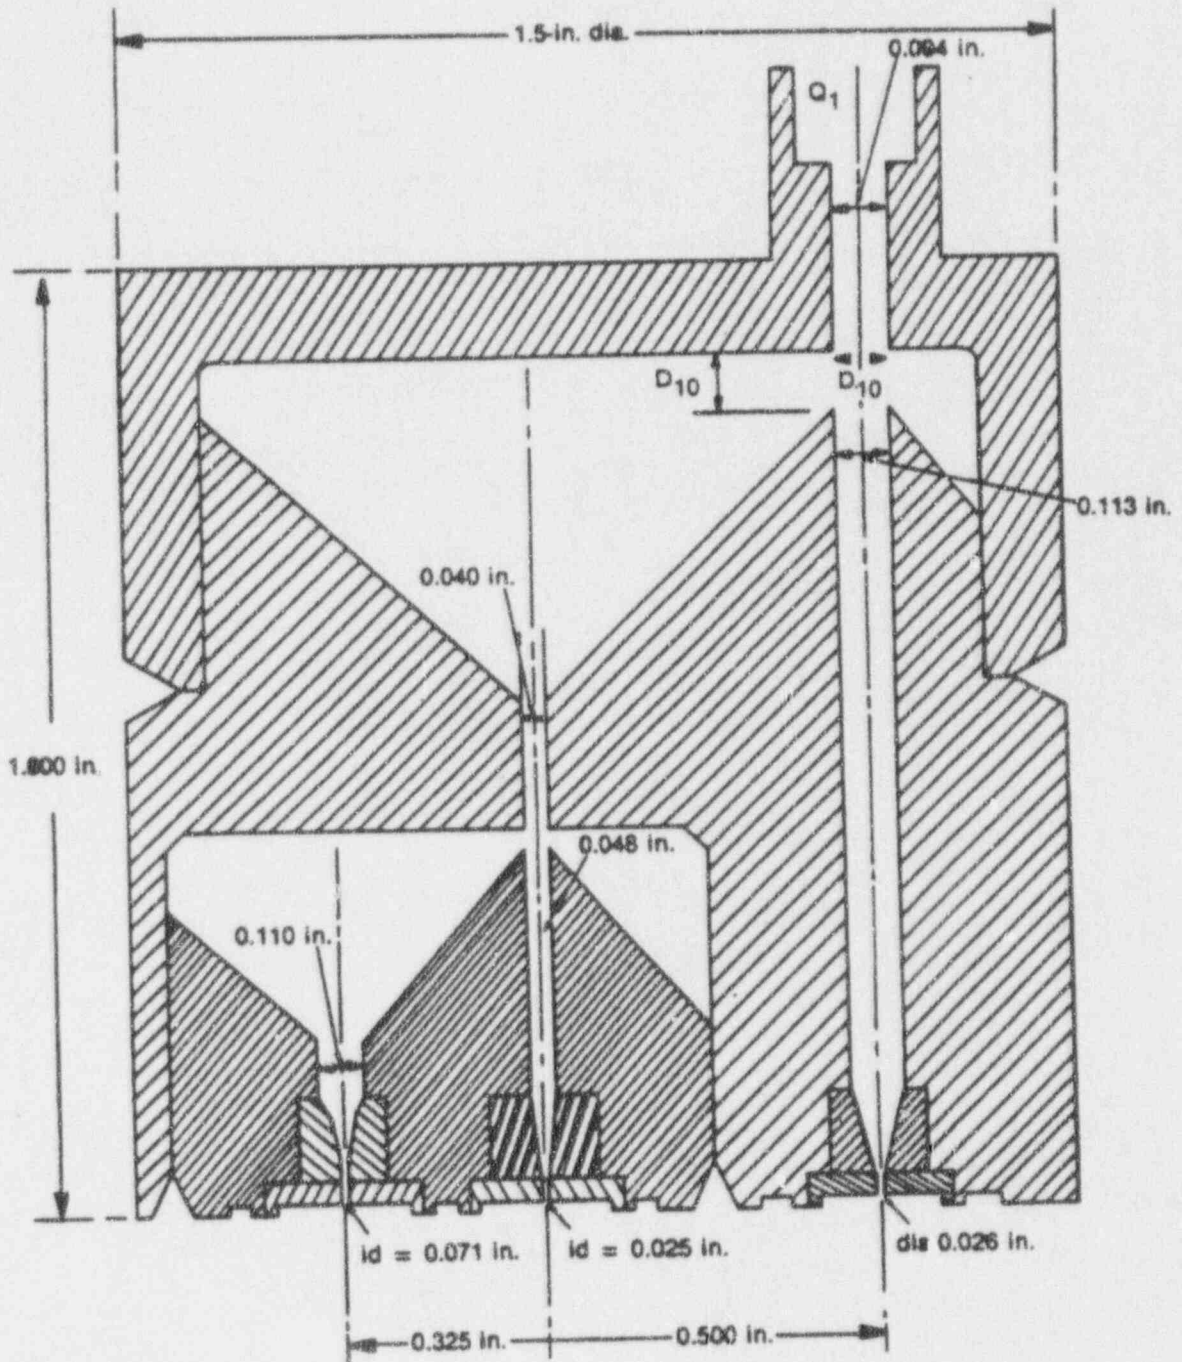 1.5-in. dia.
0.094 in.
Q1
D10
D10
0.113 in.
0.040 in.
in.
0.048 in.
0.110 in.
id = 0.071 in.
id = 0.025 in.
dia 0.026 in.
0.325 in.
0.500 in.